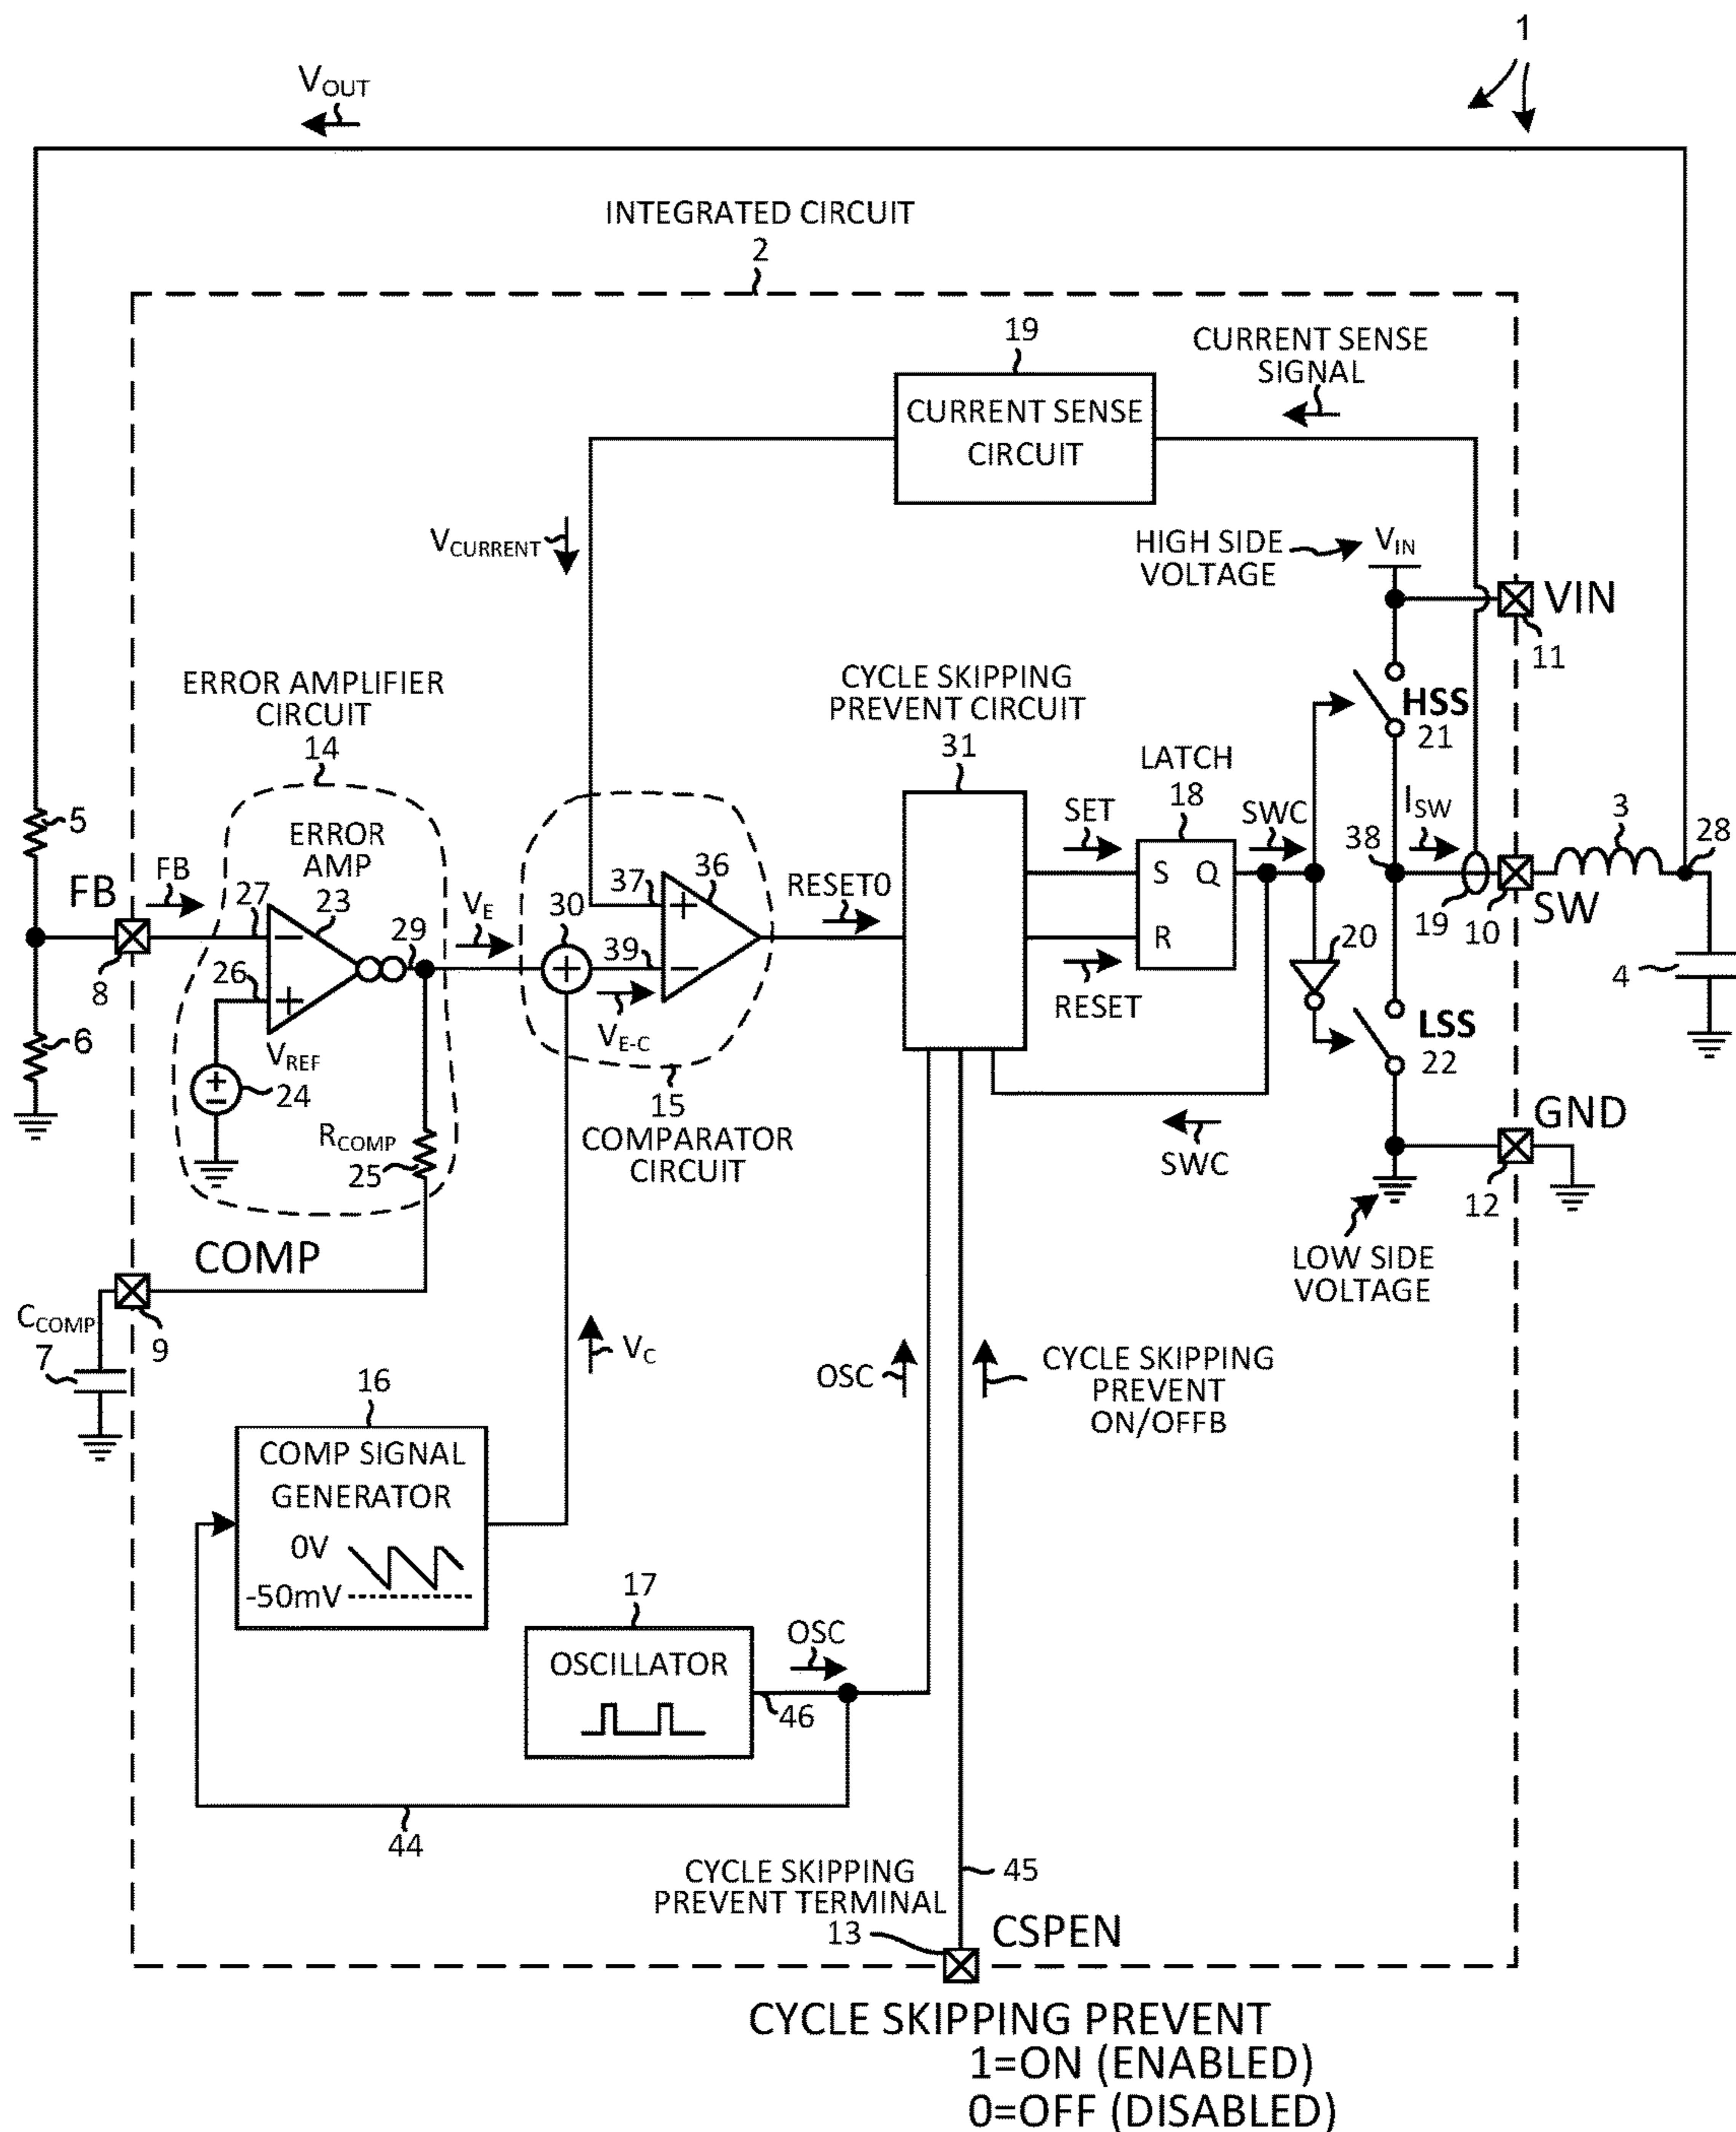 1
VOUT
INTEGRATED CIRCUIT
2
19
CURRENT SENSE
SIGNAL
CURRENT SENSE
CIRCUIT
VCURRENT
HIGH SIDE
VOLTAGE
VIN
VIN
11
ERROR AMPLIFIER
CIRCUIT
14
CYCLE SKIPPING
PREVENT CIRCUIT
31
HSS
21
LATCH
18
5
ERROR
AMP
23
FB
FB
27
8
26
29
VE
30
37
36
39
VE-C
+
−
+
+
−
RESET0
SET
RESET
S
Q
R
SWC
38
ISW
3
28
19
10
SW
20
4
6
VREF
+
−
24
RCOMP
25
15
COMPARATOR
CIRCUIT
SWC
LSS
22
GND
12
LOW SIDE
VOLTAGE
COMP
CCOMP
7
9
VC
OSC
CYCLE SKIPPING
PREVENT
ON/OFFB
16
COMP SIGNAL
GENERATOR
0V
-50mV
17
OSCILLATOR
OSC
46
44
CYCLE SKIPPING
PREVENT TERMINAL
13
45
CSPEN
CYCLE SKIPPING PREVENT
1=ON (ENABLED)
0=OFF (DISABLED)